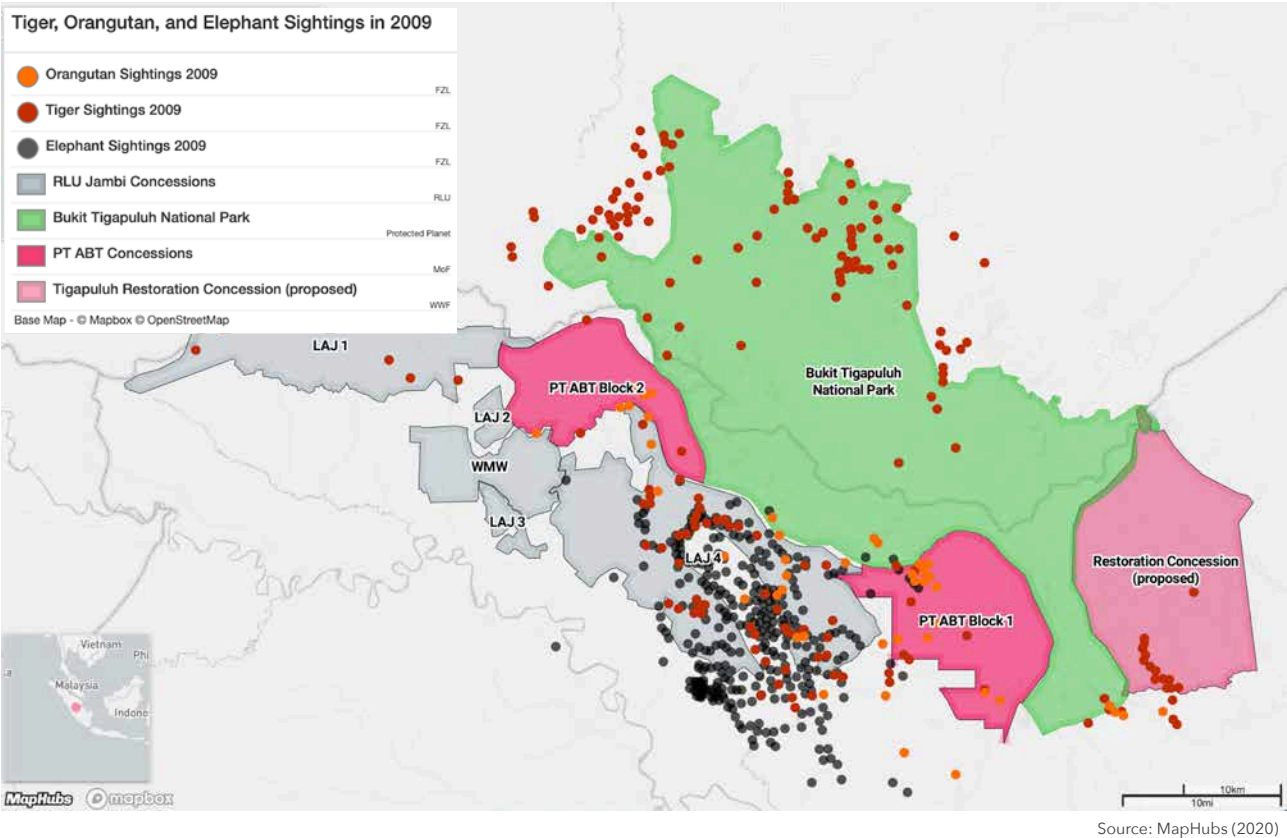 Tiger, Orangutan, and Elephant Sightings in 2009
Orangutan Sightings 2009
FZL
Tiger Sightings 2009
FZL
Elephant Sightings 2009
FZL
RLU Jambi Concessions
RLU
Bukit Tigapuluh National Park
Protected Planet
PT ABT Concessions
MoF
Tigapuluh Restoration Concession (proposed)
WWF
Base Map - © Mapbox © OpenStreetMap
LAJ 1
PT ABT Block 2
Bukit Tigapuluh
National Park
LAJ 2
WMW
LAJ 3
LAJ 4
Restoration Concession
(proposed)
PT ABT Block 1
Vietnam
Phi
Malaysia
Indone
MapHubs
mapbox
10km
10mi
Source: MapHubs (2020)